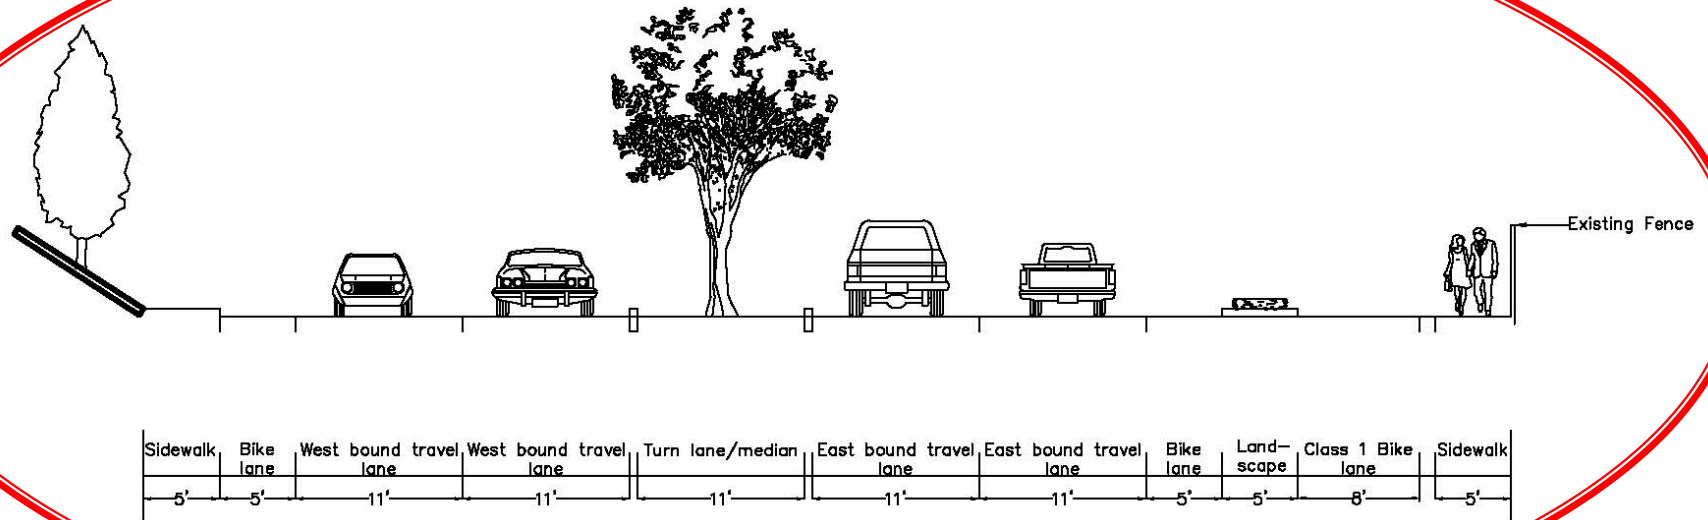 Existing Fence
Sidewalk
Bike
lane
West bound travel
lane
West bound travel
lane
Turn lane/median
East bound travel
lane
East bound travel
lane
Bike
lane
Land-
scape
Class 1 Bike
lane
Sidewalk
5' 5' 11' 11' 11' 11' 11' 5' 5' 8' 5'